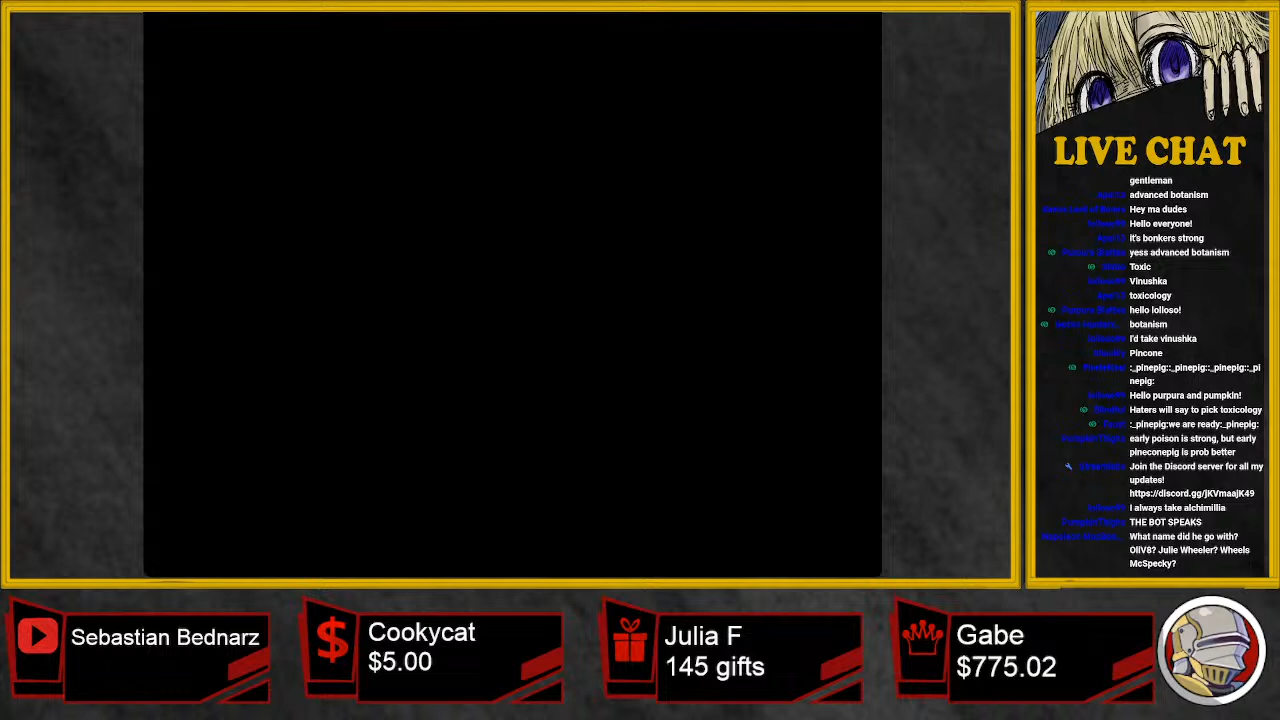 LIVE CHAT
gentleman
advanced botanism
Hey ma dudes
Hello everyone!
It's bonkers strong
yess advanced botanism
Toxic
Vinushka
toxicology
hello lolloso!
botanism
I'd take vinushka
Pincone
:_pinepig::_pinepig::_pinepig::_pi
nepig:
Hello purpura and pumpkin!
Haters will say to pick toxicology
:_pinepig:we are ready:_pinepig:
early poison is strong, but early
pineconepig is prob better
Join the Discord server for all my
updates!
https://discord.gg/jKVmaajK49
I always take alchimillia
THE BOT SPEAKS
What name did he go with?
OliV8? Julie Wheeler? Wheels
McSpecky?
Sebastian Bednarz
Cookycat
$5.00
Julia F
145 gifts
Gabe
$775.02